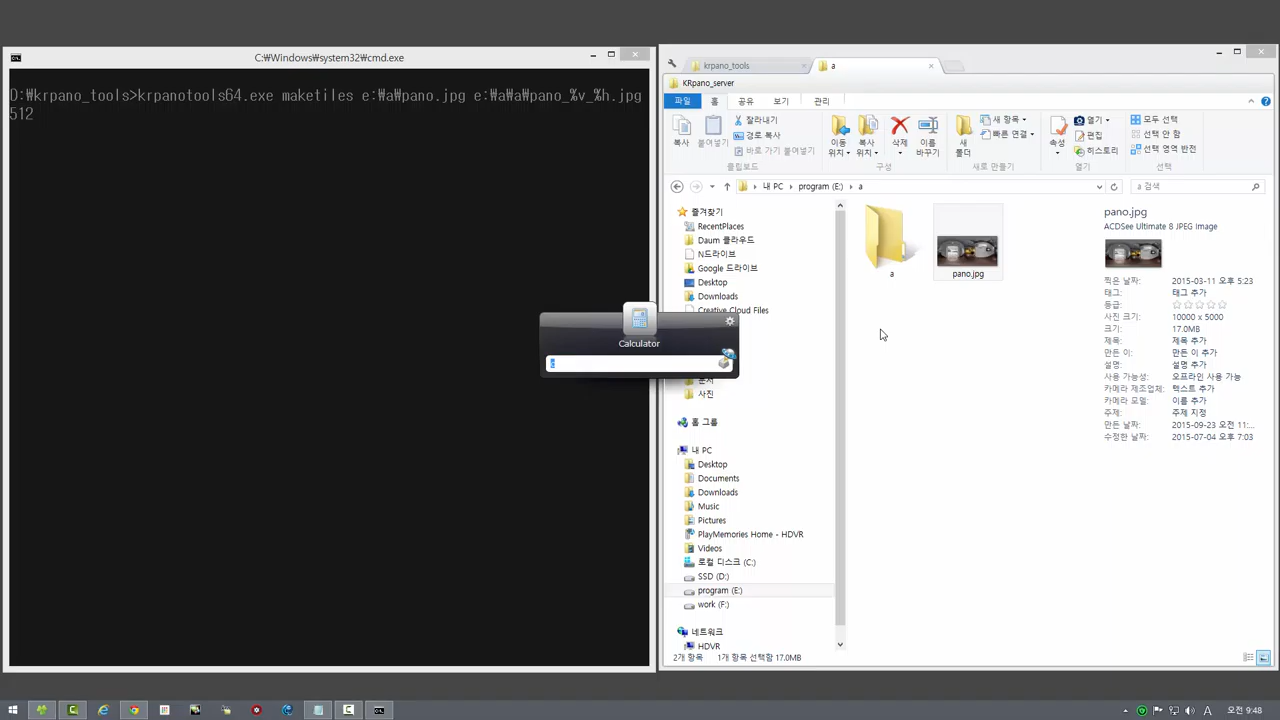 C:₩Windows₩system32₩cmd.exe
D:₩krpano_tools>krpanotools64.exe maketiles e:₩a₩pano.jpg e:₩a₩a₩pano_%v_%h.jpg
512
krpano_tools
a
KRpano_server
파일
홈
공유
보기
관리
복사
붙여넣기
잘라내기
경로 복사
바로 가기 붙여넣기
클립보드
이동
위치
복사
위치
삭제
이름
바꾸기
구성
새
폴더
새 항목
빠른 연결
새로 만들기
속성
열기
편집
히스토리
열기
모두 선택
선택 안 함
선택 영역 반전
선택
내 PC
program (E:)
a
a 검색
즐겨찾기
RecentPlaces
Daum 클라우드
N드라이브
Google 드라이브
Desktop
Downloads
Creative Cloud Files
문서
사진
홈 그룹
내 PC
Desktop
Documents
Downloads
Music
Pictures
PlayMemories Home - HDVR
Videos
로컬 디스크 (C:)
SSD (D:)
program (E:)
work (F:)
네트워크
HDVR
a
pano.jpg
pano.jpg
ACDSee Ultimate 8 JPEG Image
찍은 날짜: 2015-03-11 오후 5:23
태그: 태그 추가
등급:
사진 크기: 10000 x 5000
크기: 17.0MB
제목: 제목 추가
만든 이: 만든 이 추가
설명: 설명 추가
사용 가능성: 오프라인 사용 가능
카메라 제조업체: 텍스트 추가
카메라 모델: 이름 추가
주제: 주제 지정
만든 날짜: 2015-09-23 오전 11:...
수정한 날짜: 2015-07-04 오후 7:03
Calculator
c
2개 항목
1개 항목 선택함 17.0MB
A
오전 9:48